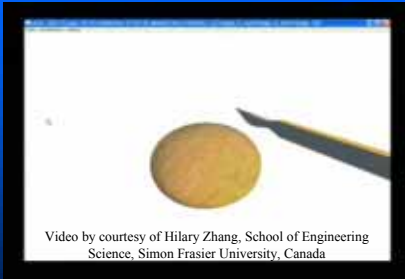 Video by courtesy of Hilary Zhang, School of Engineering
Science, Simon Frasier University, Canada